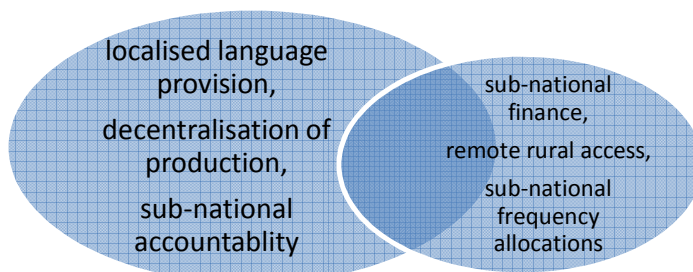 localised language
provision,
decentralisation of
production,
sub-national
accountablity
sub-national
finance,
remote rural access,
sub-national
frequency
allocations